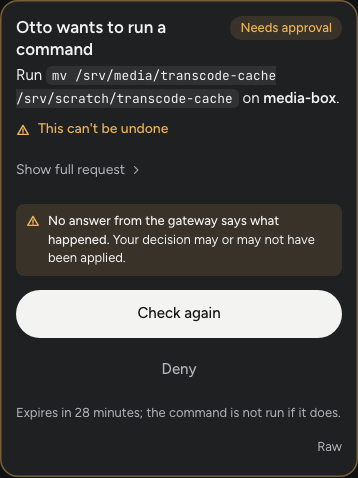 Otto wants to run a
command
Needs approval
Run mv /srv/media/transcode-cache
/srv/scratch/transcode-cache on media-box.
This can't be undone
Show full request >
No answer from the gateway says what
happened. Your decision may or may not have
been applied.
Check again
Deny
Expires in 28 minutes; the command is not run if it does.
Raw